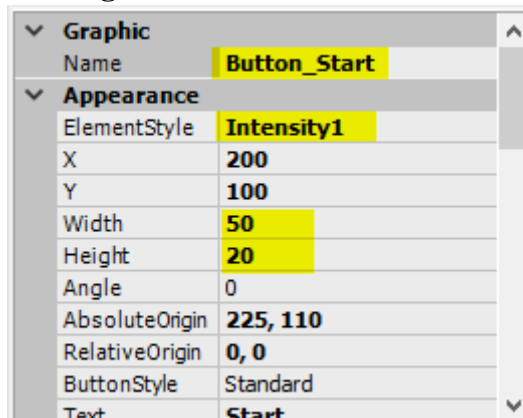 Graphic
Name Button_Start
Appearance
ElementStyle Intensity1
X 200
Y 100
Width 50
Height 20
Angle 0
AbsoluteOrigin 225, 110
RelativeOrigin 0, 0
ButtonStyle Standard
Text Start